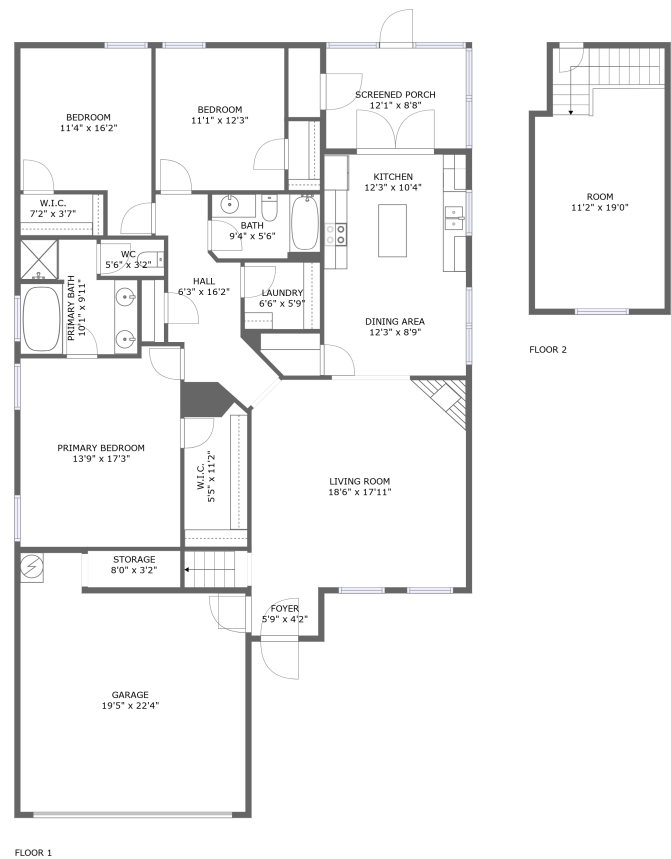 SCREENED PORCH
12'1" x 8'8"
BEDROOM
11'4" x 16'2"
BEDROOM
11'1" x 12'3"
KITCHEN
12'3" x 10'4"
W.I.C.
7'2" x 3'7"
BATH
9'4" x 5'6"
ROOM
11'2" x 19'0"
WC
5'6" x 3'2"
HALL
6'3" x 16'2"
LAUNDRY
6'6" x 5'9"
PRIMARY BATH
10'1" x 9'11"
DINING AREA
12'3" x 8'9"
FLOOR 2
PRIMARY BEDROOM
13'9" x 17'3"
W.I.C.
5'5" x 11'2"
LIVING ROOM
18'6" x 17'11"
STORAGE
8'0" x 3'2"
FOYER
5'9" x 4'2"
GARAGE
19'5" x 22'4"
FLOOR 1